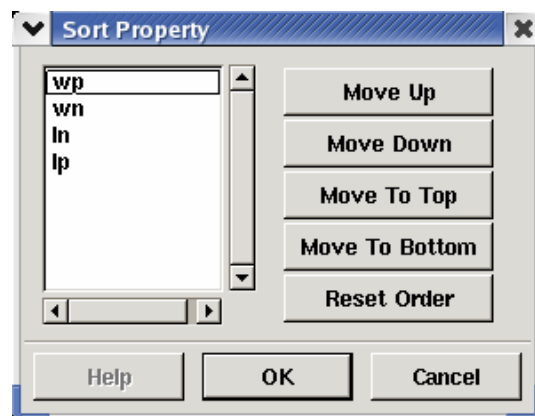 Sort Property
wp
wn
ln
lp
Move Up
Move Down
Move To Top
Move To Bottom
Reset Order
Help
OK
Cancel